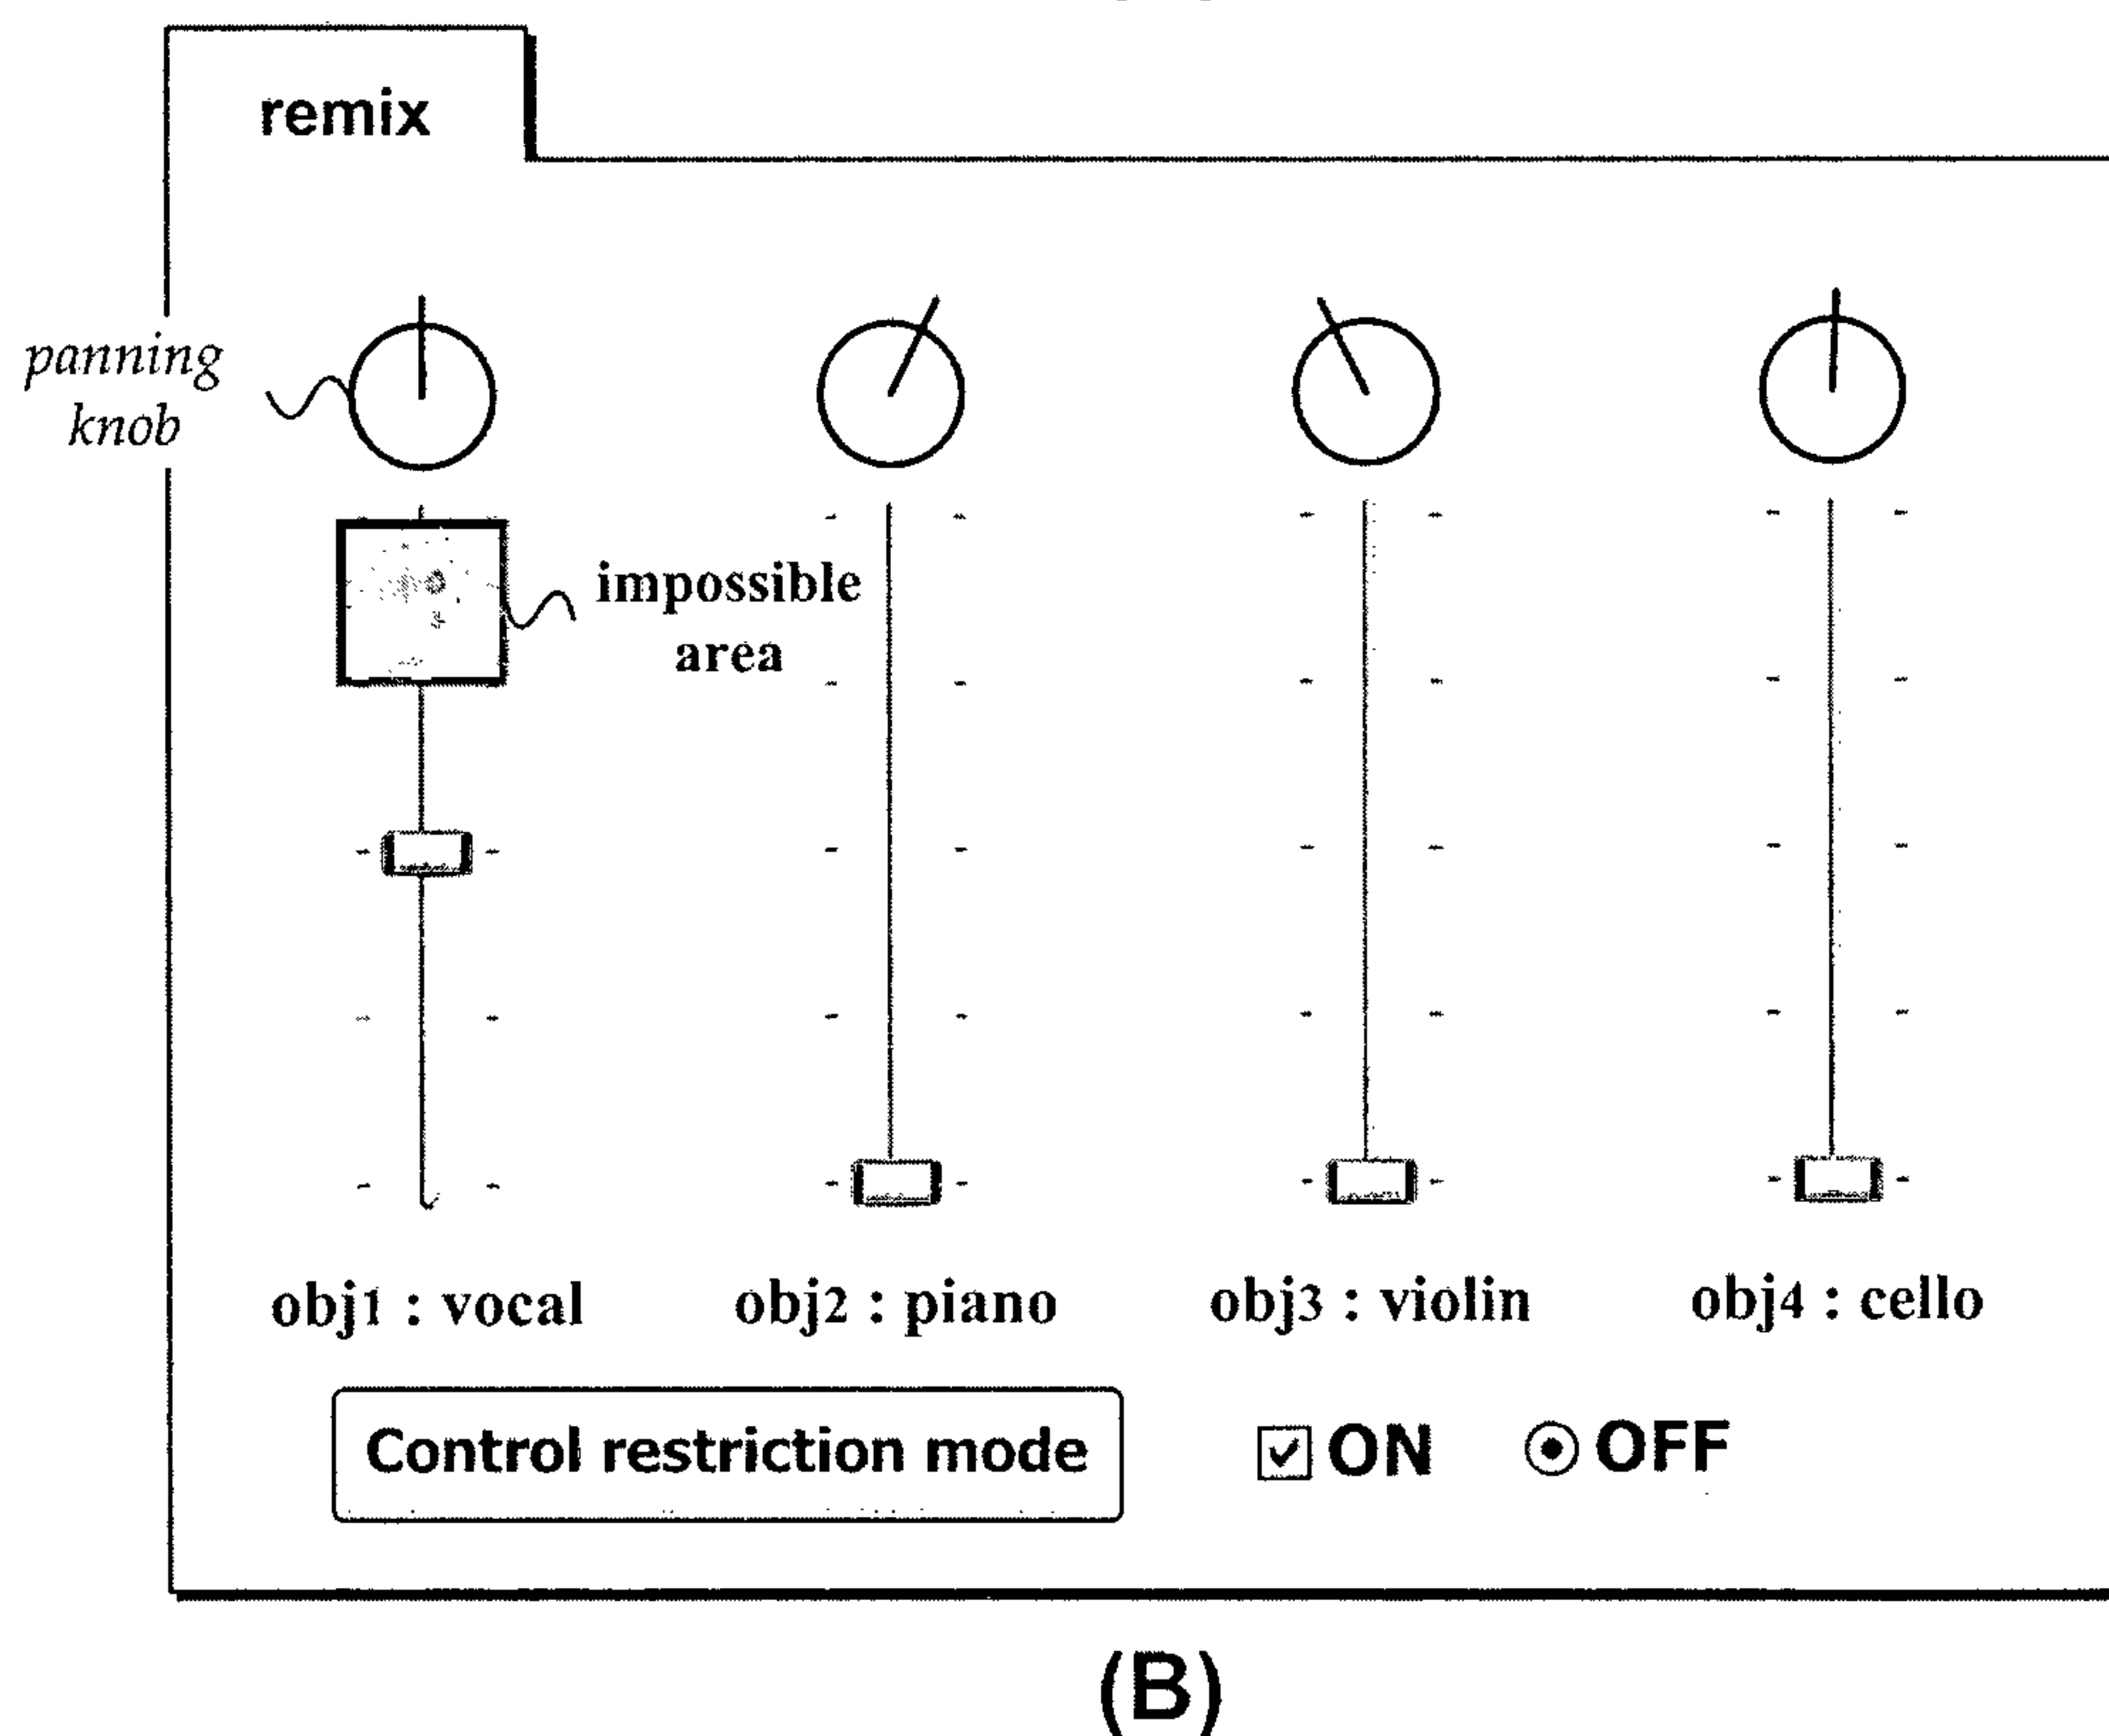 remix
panning
knob
impossible
area
obj1 : vocal
obj2 : piano
obj3 : violin
obj4 : cello
Control restriction mode
ON
OFF
(B)